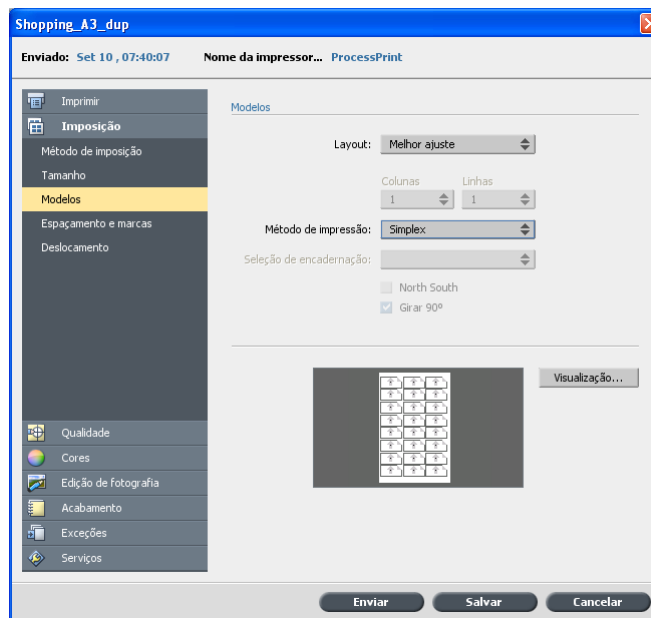 Shopping_A3_dup
Enviado: Set 10 , 07:40:07 Nome da impressor... ProcessPrint
Imprimir
Imposição
Método de imposição
Tamanho
Modelos
Espaçamento e marcas
Deslocamento
Qualidade
Cores
Edição de fotografia
Acabamento
Exceções
Serviços
Modelos
Layout: Melhor ajuste
Colunas Linhas
1 1
Método de impressão: Simplex
Seleção de encadernação:
North South
Girar 90º
Visualização...
Enviar Salvar Cancelar